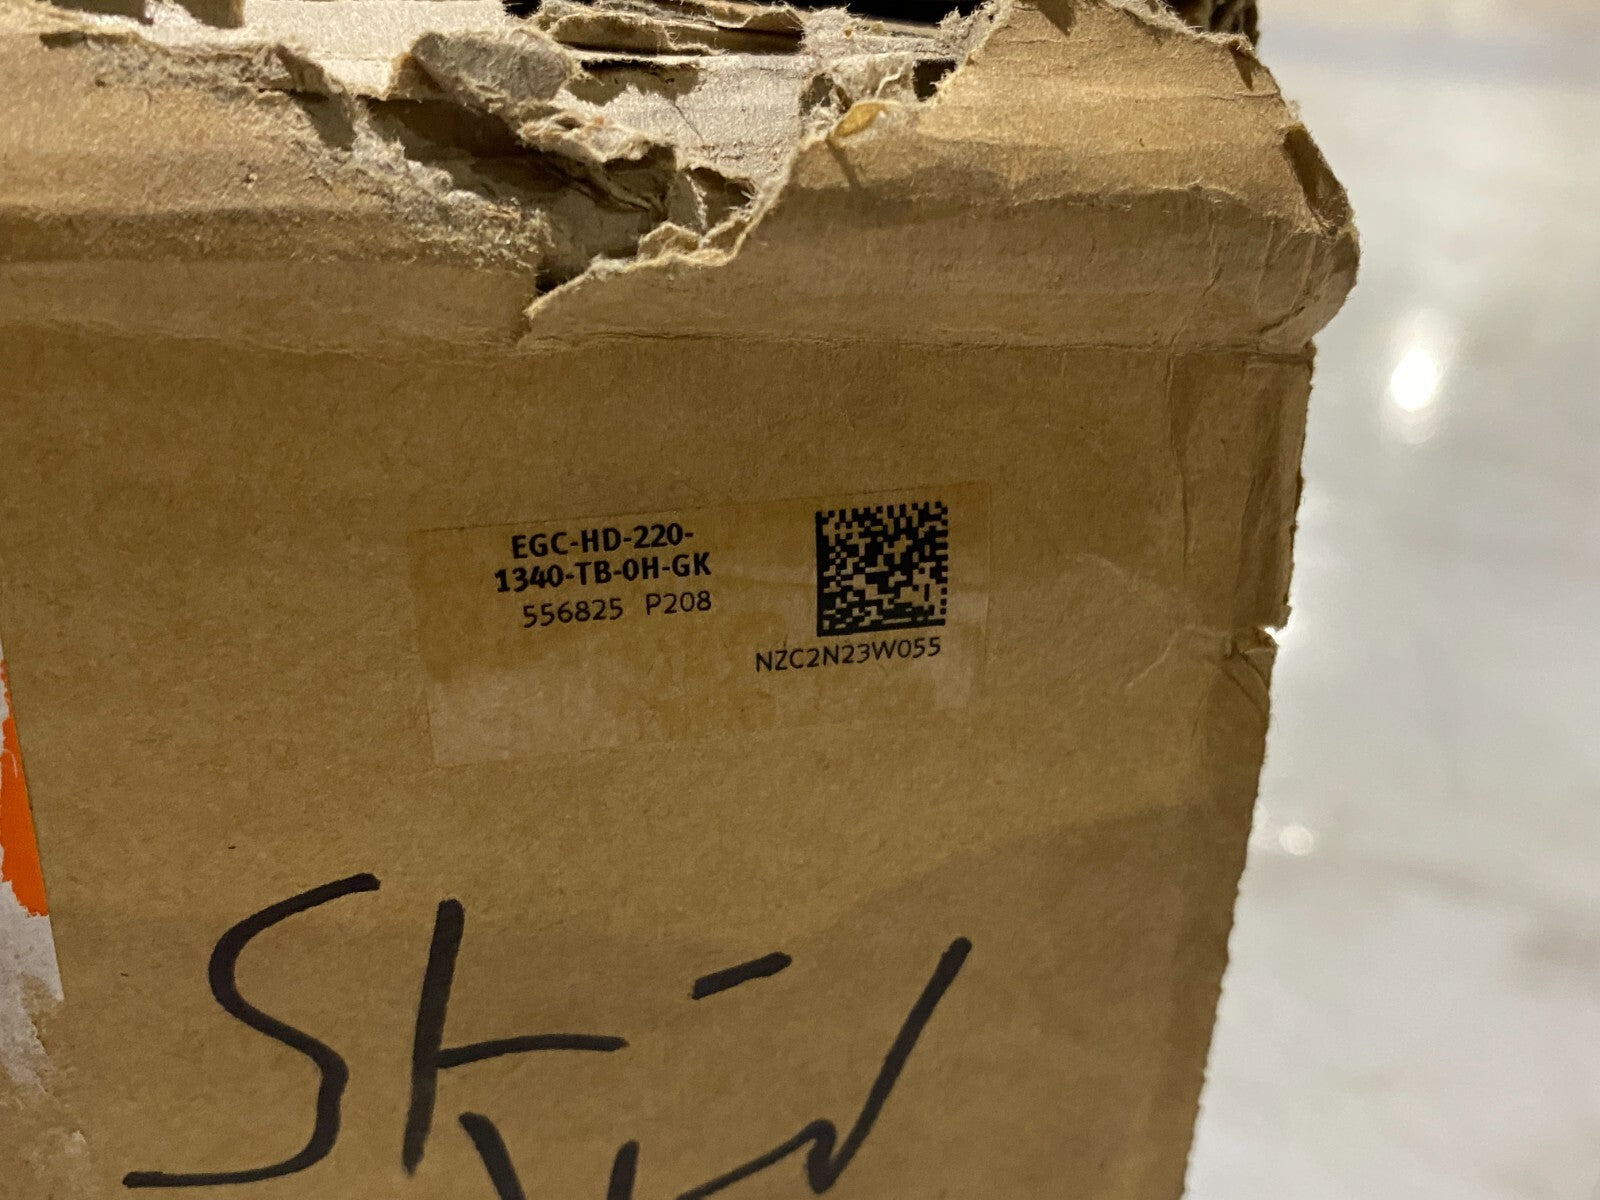 EGC-HD-220-
1340-TB-0H-GK
556825 P208
NZC2N23W055